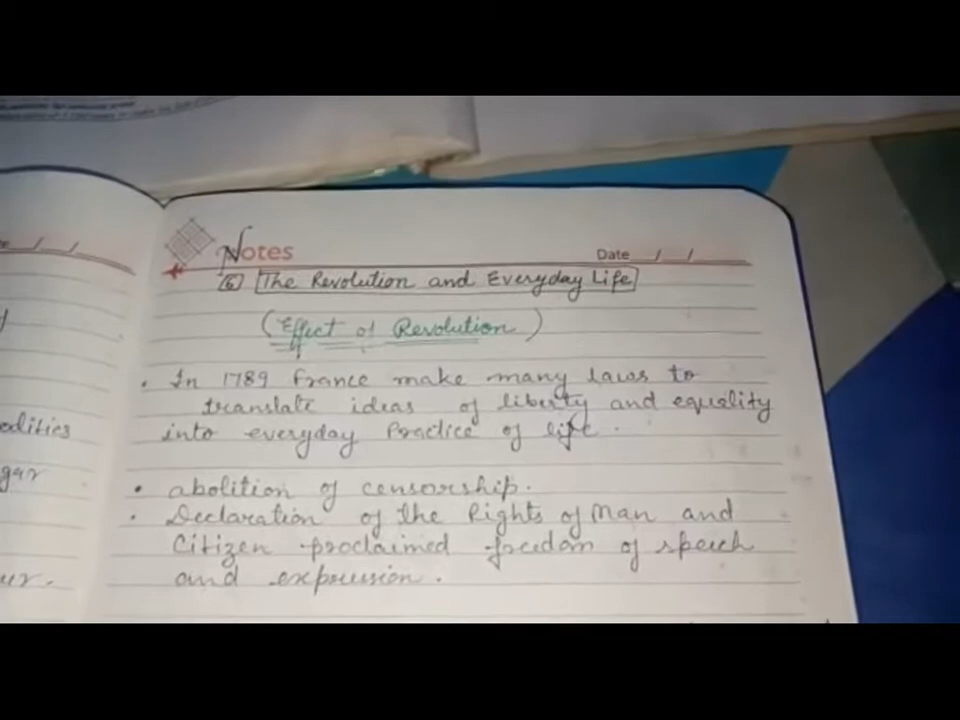 Notes
Date / /
6 The Revolution and Everyday Life
(Effect of Revolution)
• In 1789 France make many laws to
translate ideas of liberty and equality
into everyday Practice of life.
• abolition of censorship.
• Declaration of the Rights of Man and
Citizen proclaimed freedom of speech
and expression.